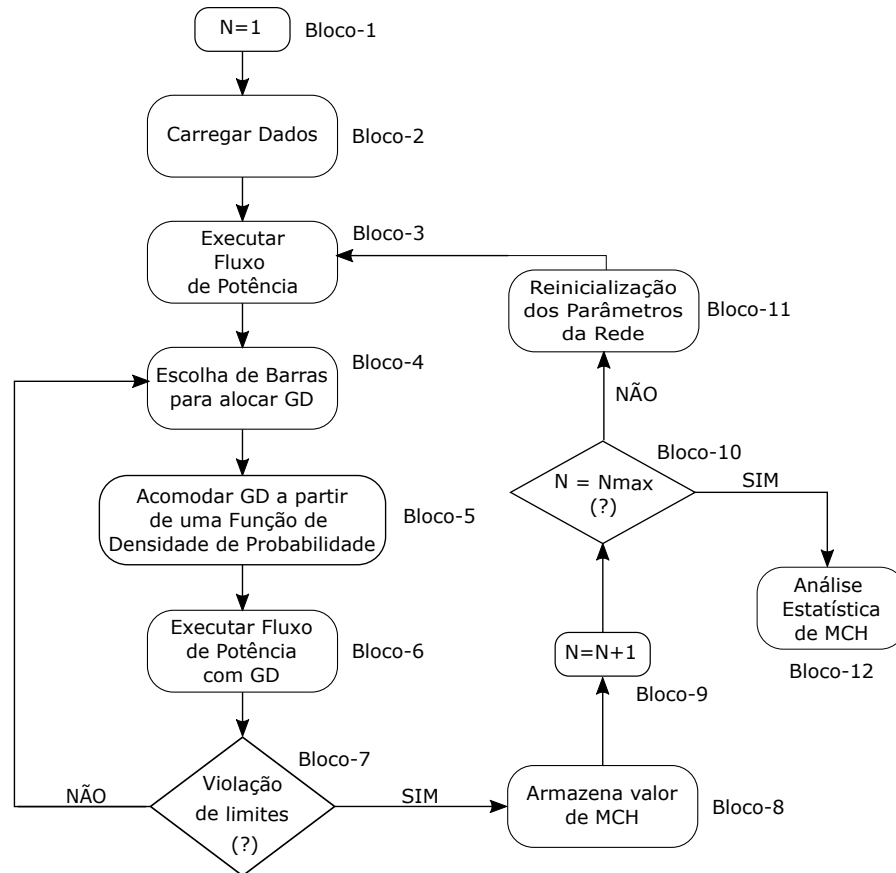 N=1
Bloco-1
Carregar Dados
Bloco-2
Executar
Fluxo
de Potência
Bloco-3
Escolha de Barras
para alocar GD
Bloco-4
Acomodar GD a partir
de uma Função de
Densidade de Probabilidade
Bloco-5
Executar Fluxo
de Potência
com GD
Bloco-6
Violação
de limites
(?)
Bloco-7
NÃO
SIM
Armazena valor
de MCH
Bloco-8
N=N+1
Bloco-9
N = Nmax
(?)
Bloco-10
NÃO
SIM
Reinicialização
dos Parâmetros
da Rede
Bloco-11
Análise
Estatística
de MCH
Bloco-12